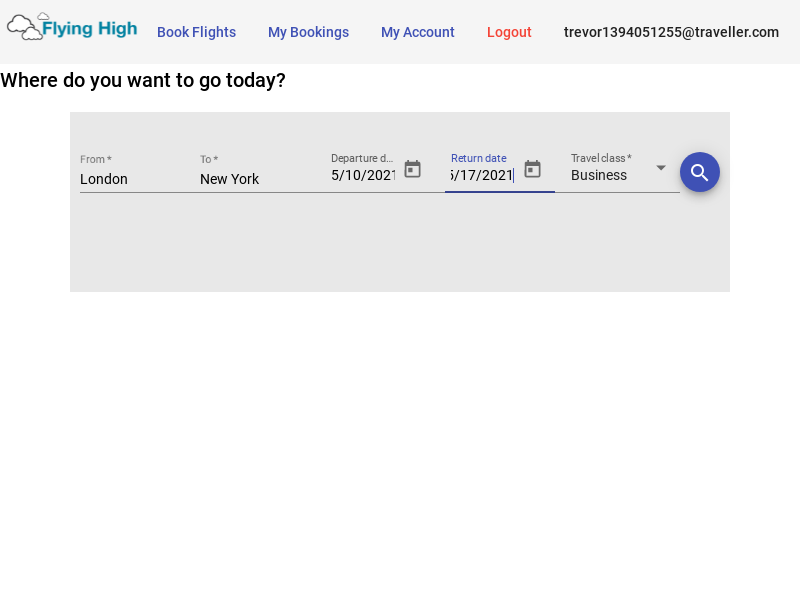 Flying High
Book Flights My Bookings My Account Logout trevor1394051255@traveller.com
Where do you want to go today?
From * To * Departure d... Return date Travel class *
London New York 5/10/2021 5/17/2021 Business